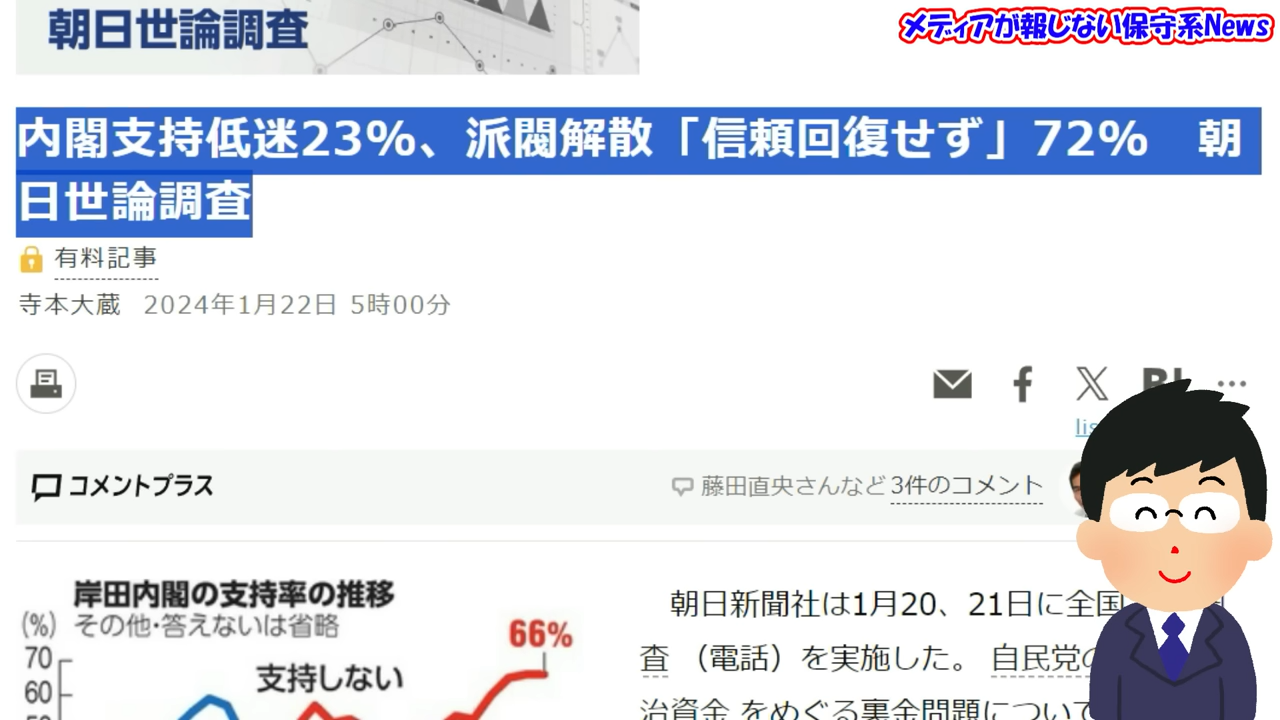 朝日世論調査
メディアが報じない保守系News
内閣支持低迷23%、派閥解散「信頼回復せず」72%　朝
日世論調査
有料記事
寺本大蔵　2024年1月22日 5時00分
コメントプラス
藤田直央さんなど3件のコメント
岸田内閣の支持率の推移
(%) その他・答えないは省略
66%
70
支持しない
60
朝日新聞社は1月20、21日に全国
査 （電話）を実施した。 自民党の
治資金 をめぐる裏金問題について